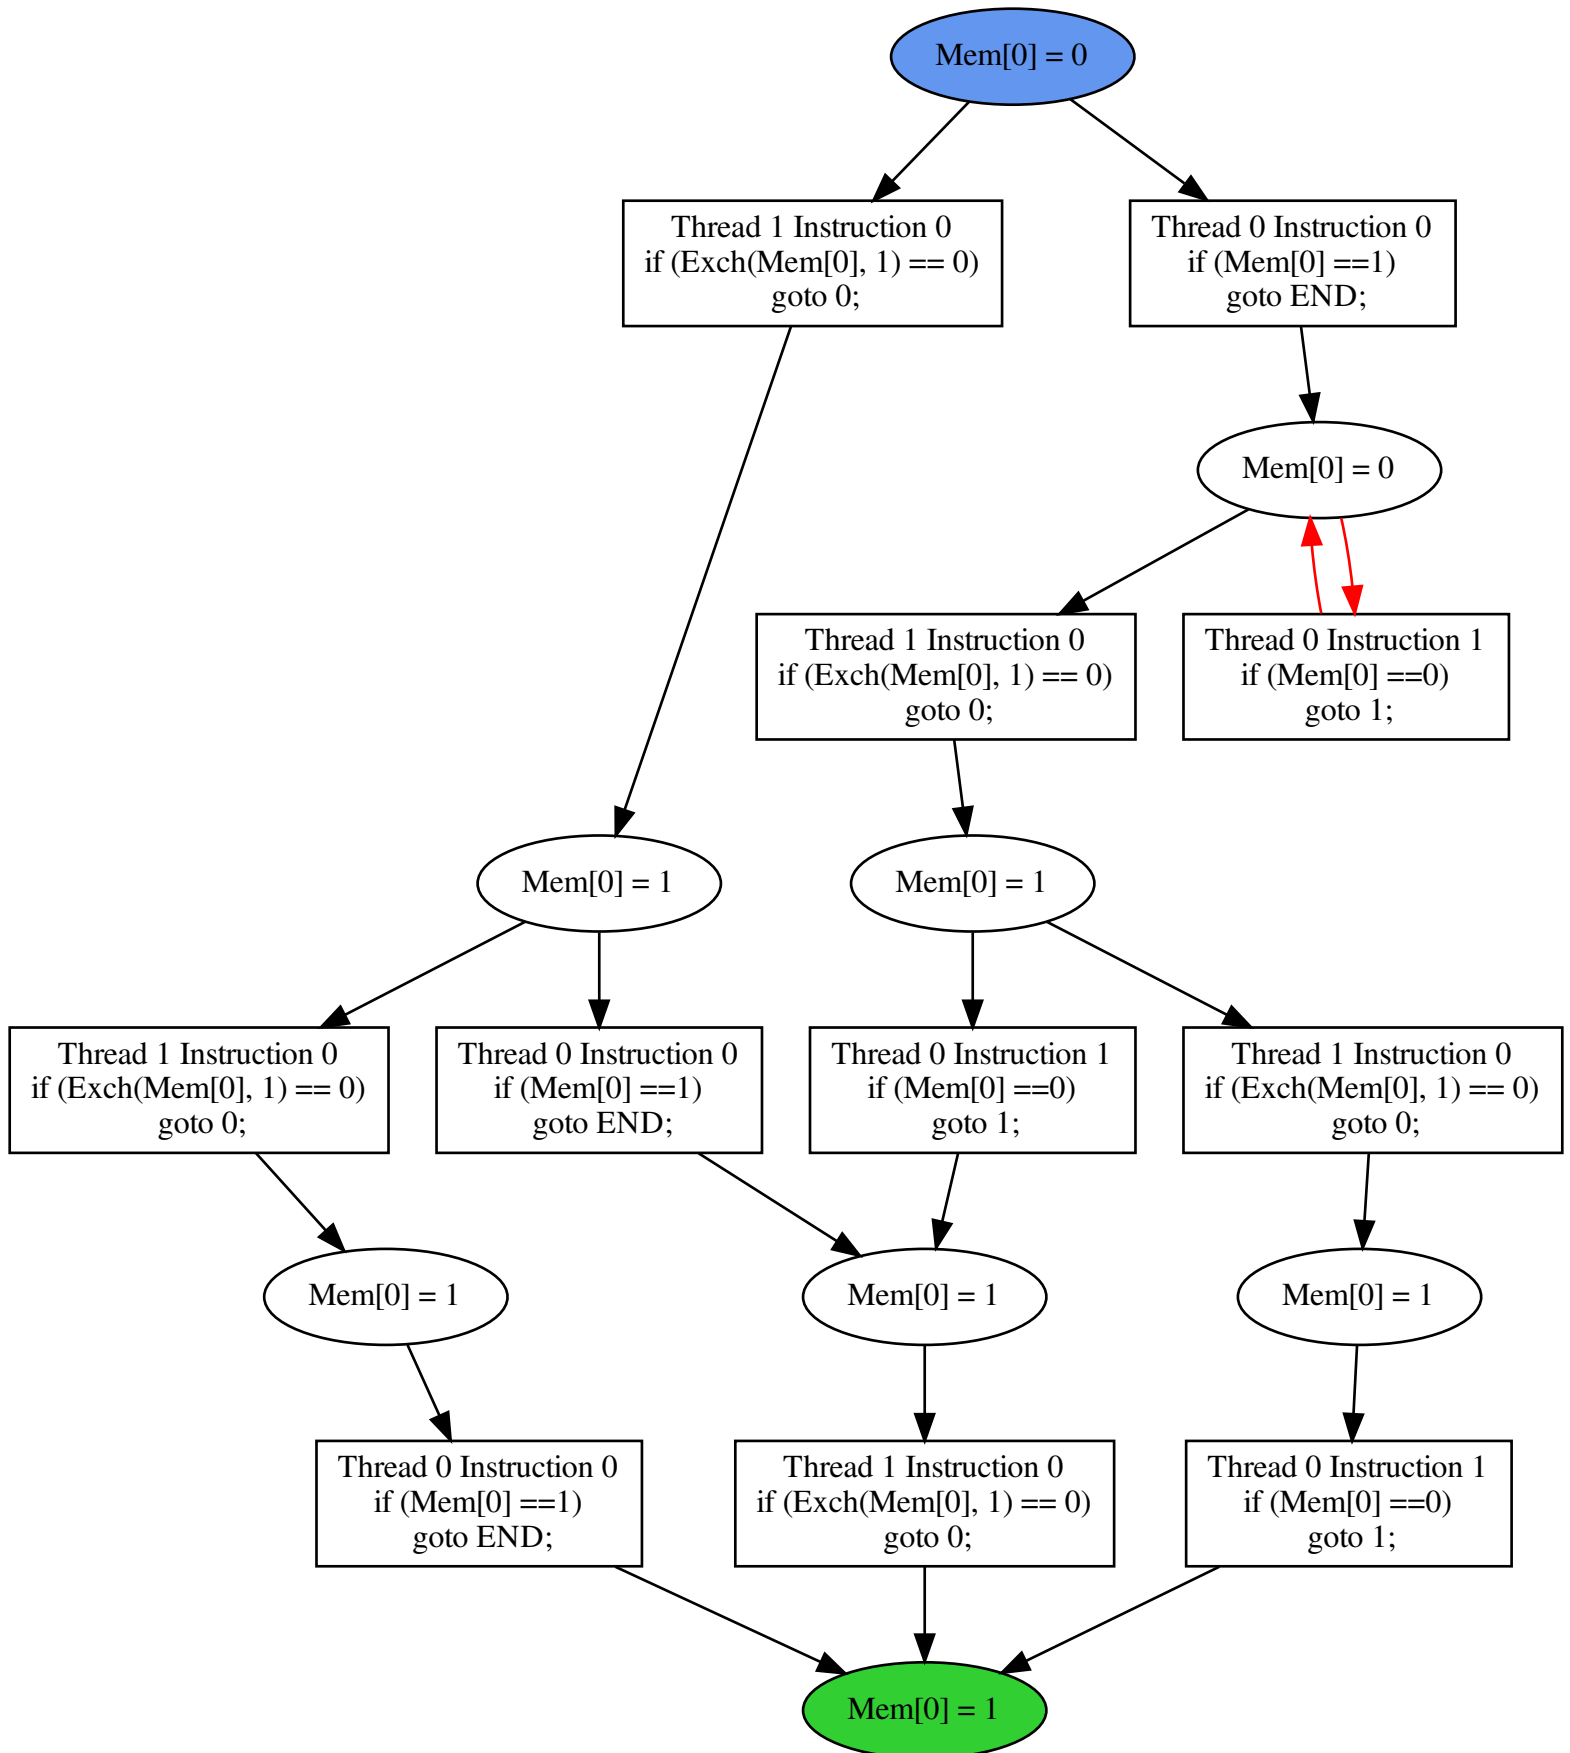 Mem[0] = 0
Thread 1 Instruction 0
if (Exch(Mem[0], 1) == 0)
goto 0;
Thread 0 Instruction 0
if (Mem[0] ==1)
goto END;
Mem[0] = 0
Thread 1 Instruction 0
if (Exch(Mem[0], 1) == 0)
goto 0;
Thread 0 Instruction 1
if (Mem[0] ==0)
goto 1;
Mem[0] = 1
Mem[0] = 1
Thread 1 Instruction 0
if (Exch(Mem[0], 1) == 0)
goto 0;
Thread 0 Instruction 0
if (Mem[0] ==1)
goto END;
Thread 0 Instruction 1
if (Mem[0] ==0)
goto 1;
Thread 1 Instruction 0
if (Exch(Mem[0], 1) == 0)
goto 0;
Mem[0] = 1
Mem[0] = 1
Mem[0] = 1
Thread 0 Instruction 0
if (Mem[0] ==1)
goto END;
Thread 1 Instruction 0
if (Exch(Mem[0], 1) == 0)
goto 0;
Thread 0 Instruction 1
if (Mem[0] ==0)
goto 1;
Mem[0] = 1